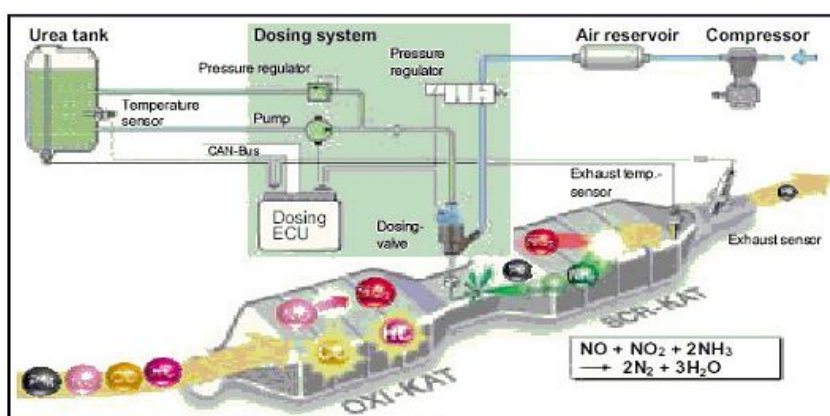 Urea tank
Dosing system
Air reservoir
Compressor
Pressure
regulator
Pressure regulator
Temperature
sensor
Pump
CAN-Bus
Exhaust temp.-
sensor
Dosing
ECU
Dosing-
valve
Exhaust sensor
HC
SCR-KAT
OXI-KAT
NO + NO₂ + 2NH₃
→ 2N₂ + 3H₂O